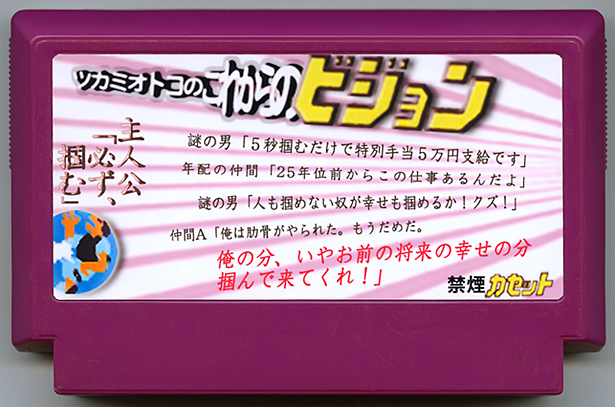 ツカミオトコのこれからのビジョン
主人公
「必ず、
掴む」
謎の男「5秒掴むだけで特別手当5万円支給です」
年配の仲間「25年位前からこの仕事あるんだよ」
謎の男「人も掴めない奴が幸せも掴めるか!クズ!」
仲間A「俺は肋骨がやられた。もうだめだ。
俺の分、いやお前の将来の幸せの分
掴んで来てくれ!」
禁煙カセット